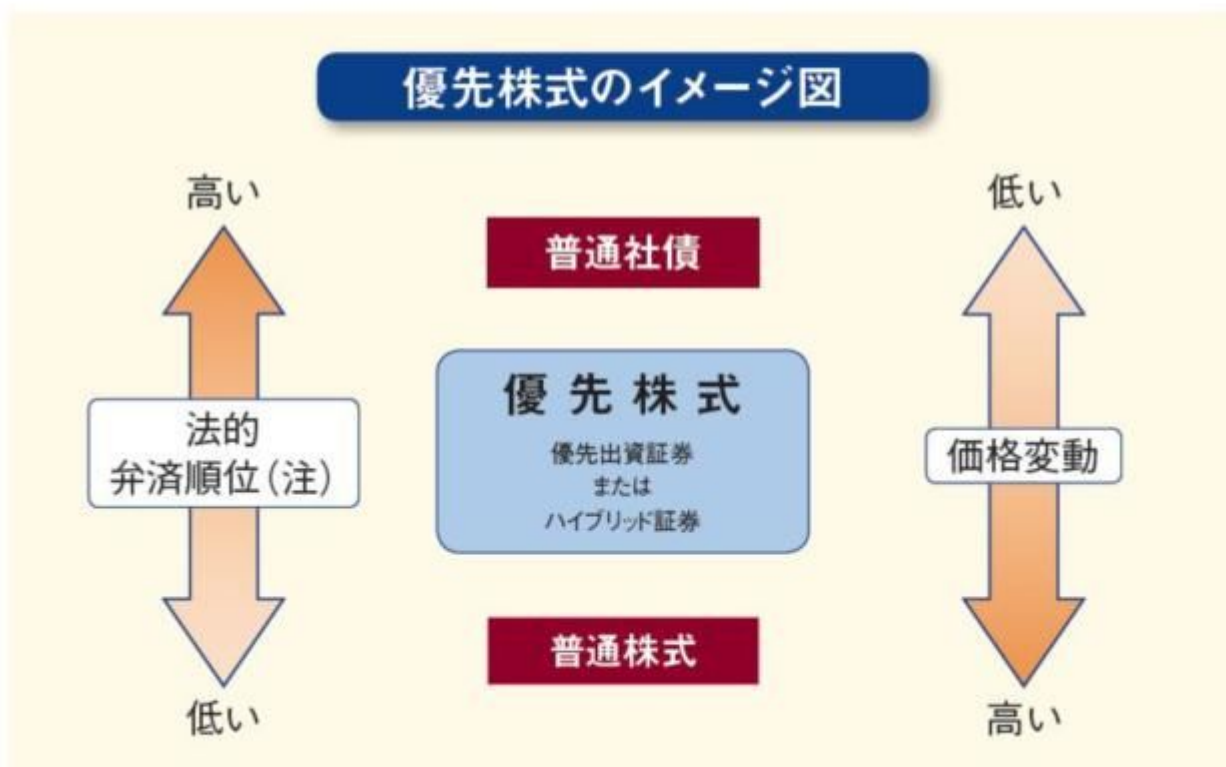 優先株式のイメージ図
高い
低い
普通社債
優先株式
優先出資証券
または
ハイブリッド証券
法的
弁済順位(注)
価格変動
普通株式
低い
高い